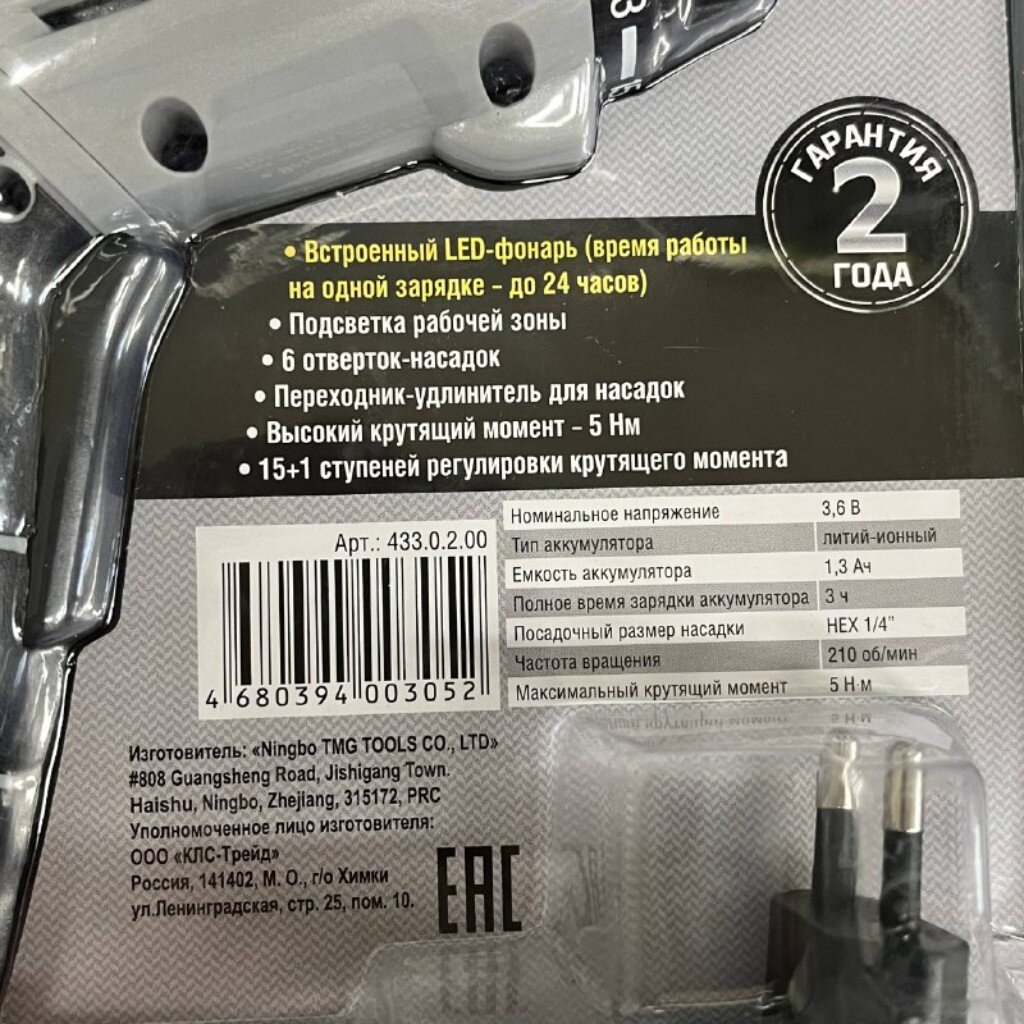 3
ГАРАНТИЯ
2
ГОДА
• Встроенный LED-фонарь (время работы
на одной зарядке – до 24 часов)
• Подсветка рабочей зоны
• 6 отверток-насадок
• Переходник-удлинитель для насадок
• Высокий крутящий момент – 5 Нм
• 15+1 ступеней регулировки крутящего момента
Арт.: 433.0.2.00
4 680394 003052
Номинальное напряжение 3,6 В
Тип аккумулятора литий-ионный
Емкость аккумулятора 1,3 Ач
Полное время зарядки аккумулятора 3 ч
Посадочный размер насадки HEX 1/4”
Частота вращения 210 об/мин
Максимальный крутящий момент 5 Н·м
Изготовитель: «Ningbo TMG TOOLS CO., LTD»
#808 Guangsheng Road, Jishigang Town.
Haishu, Ningbo, Zhejiang, 315172, PRC
Уполномоченное лицо изготовителя:
ООО «КЛС-Трейд»
Россия, 141402, М. О., г/о Химки
ул.Ленинградская, стр. 25, пом. 10.
EAC